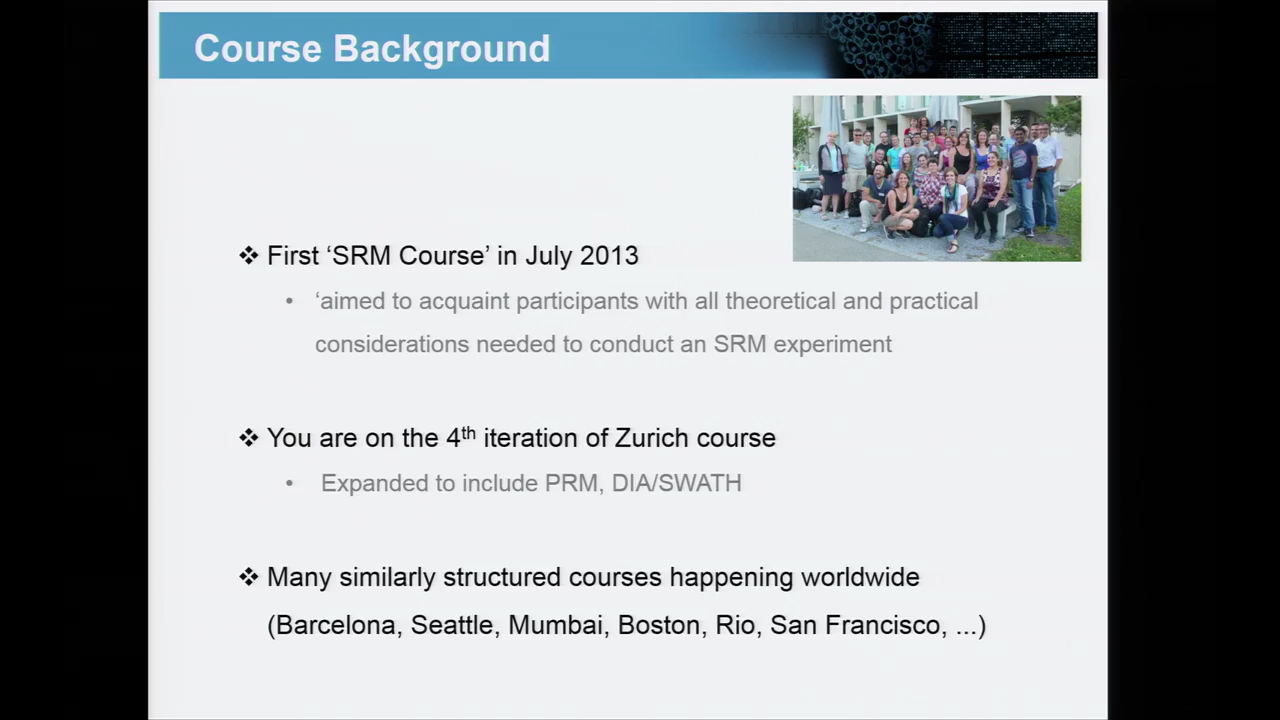 Course Background
❖ First ‘SRM Course’ in July 2013
• ‘aimed to acquaint participants with all theoretical and practical
considerations needed to conduct an SRM experiment
❖ You are on the 4th iteration of Zurich course
• Expanded to include PRM, DIA/SWATH
❖ Many similarly structured courses happening worldwide
(Barcelona, Seattle, Mumbai, Boston, Rio, San Francisco, ...)